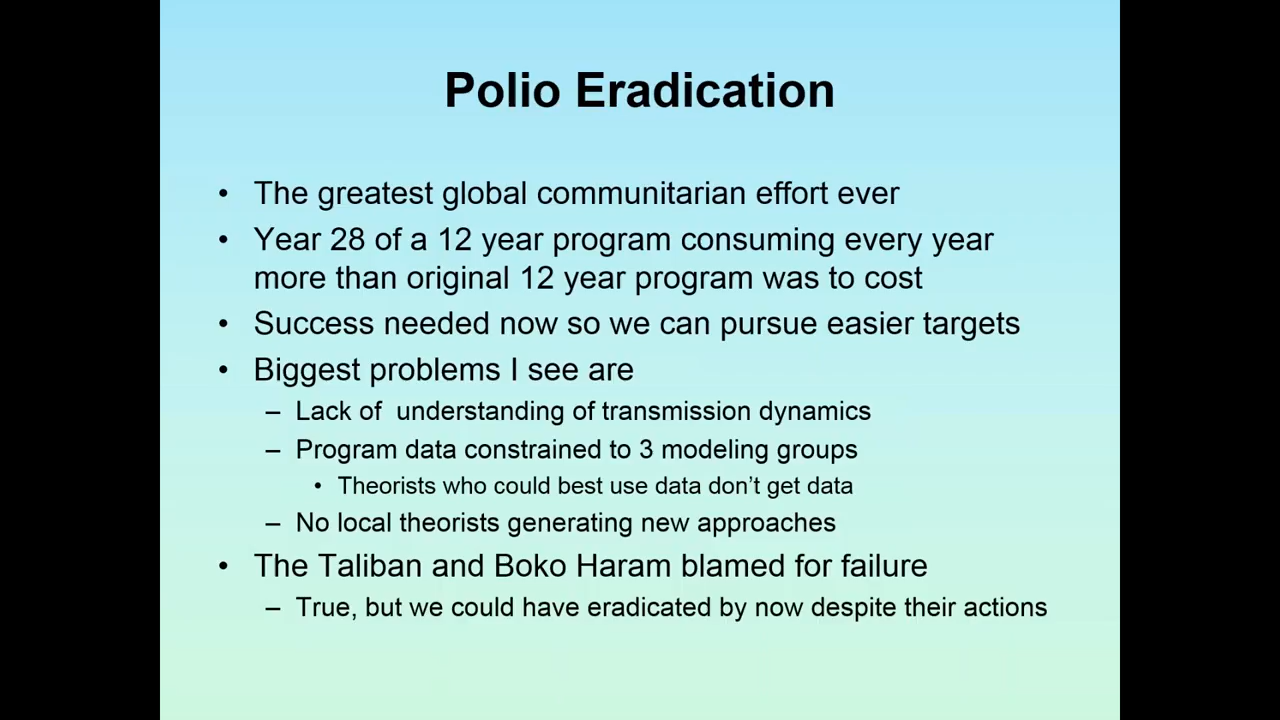 Polio Eradication
• The greatest global communitarian effort ever
• Year 28 of a 12 year program consuming every year
more than original 12 year program was to cost
• Success needed now so we can pursue easier targets
• Biggest problems I see are
– Lack of  understanding of transmission dynamics
– Program data constrained to 3 modeling groups
• Theorists who could best use data don’t get data
– No local theorists generating new approaches
• The Taliban and Boko Haram blamed for failure
– True, but we could have eradicated by now despite their actions